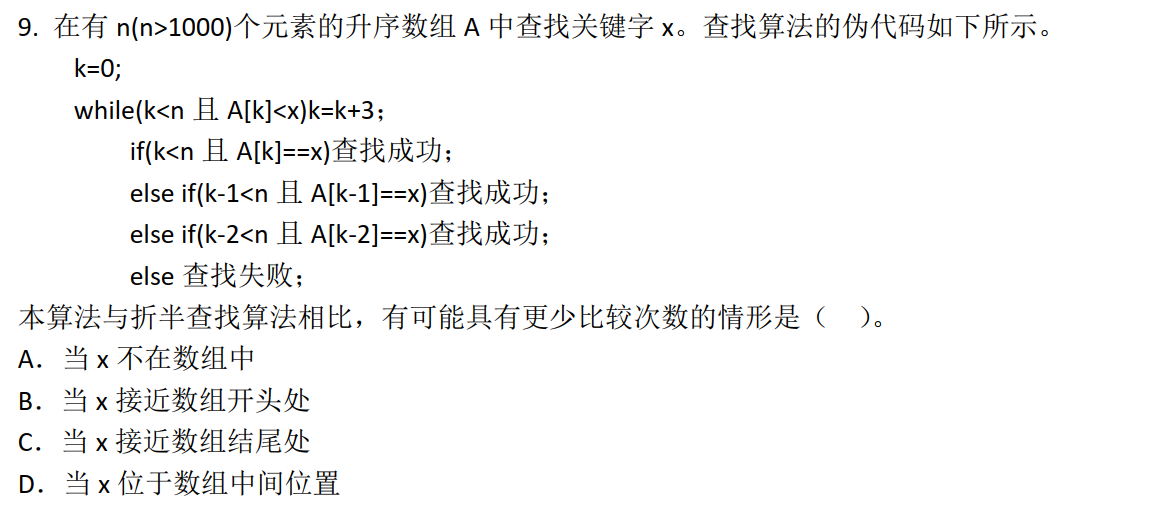 9. 在有 n(n>1000)个元素的升序数组 A 中查找关键字 x。查找算法的伪代码如下所示。
k=0;
while(k<n 且 A[k]<x)k=k+3；
if(k<n 且 A[k]==x)查找成功；
else if(k-1<n 且 A[k-1]==x)查找成功；
else if(k-2<n 且 A[k-2]==x)查找成功；
else 查找失败；
本算法与折半查找算法相比，有可能具有更少比较次数的情形是（ ）。
A．当 x 不在数组中
B．当 x 接近数组开头处
C．当 x 接近数组结尾处
D．当 x 位于数组中间位置